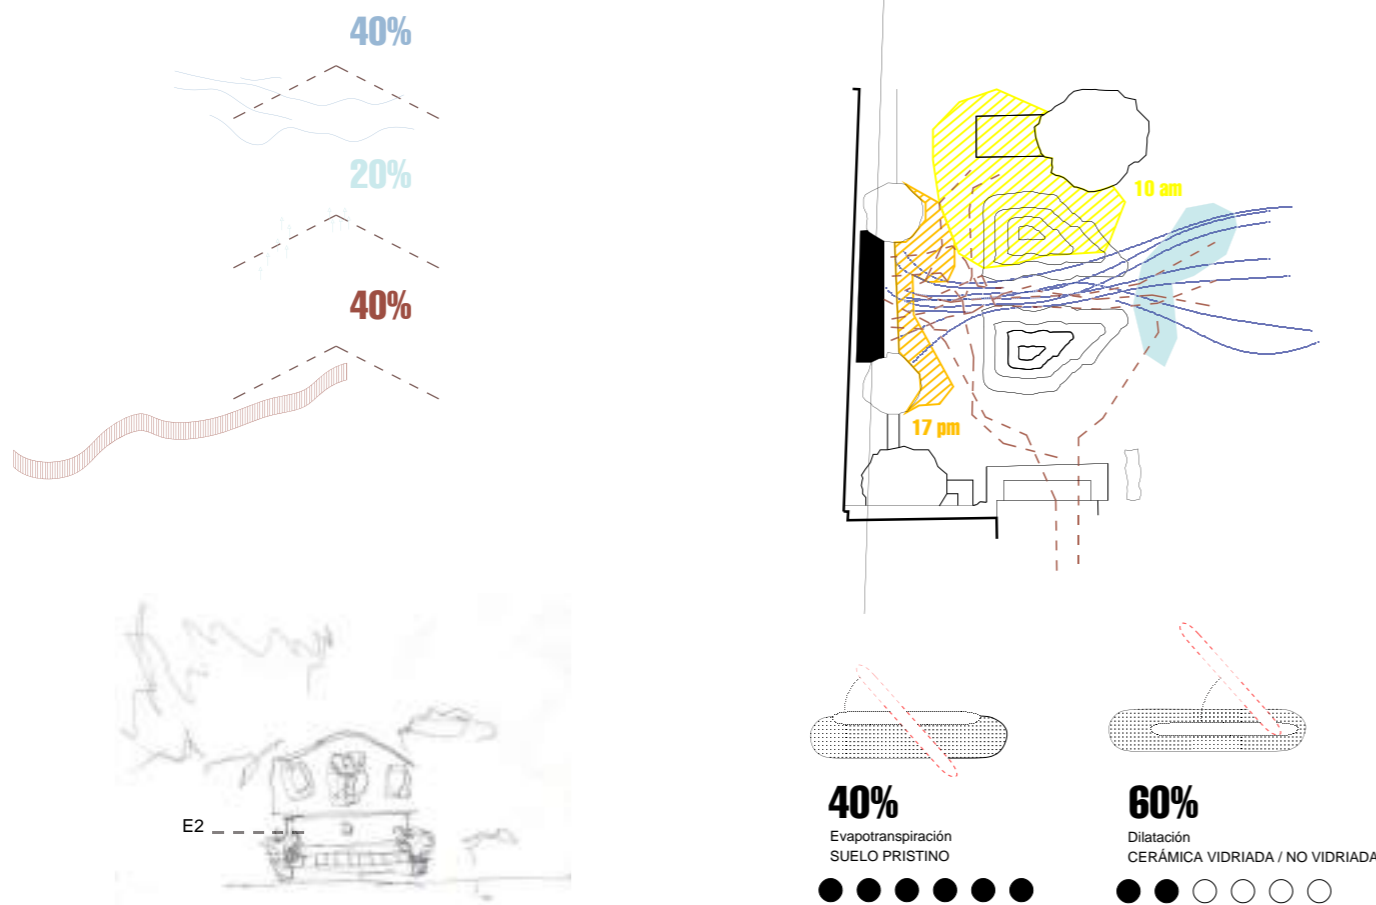 40%
20%
40%
10 am
17 pm
E2
40%
Evapotranspiración
SUELO PRISTINO
60%
Dilatación
CERÁMICA VIDRIADA / NO VIDRIADA